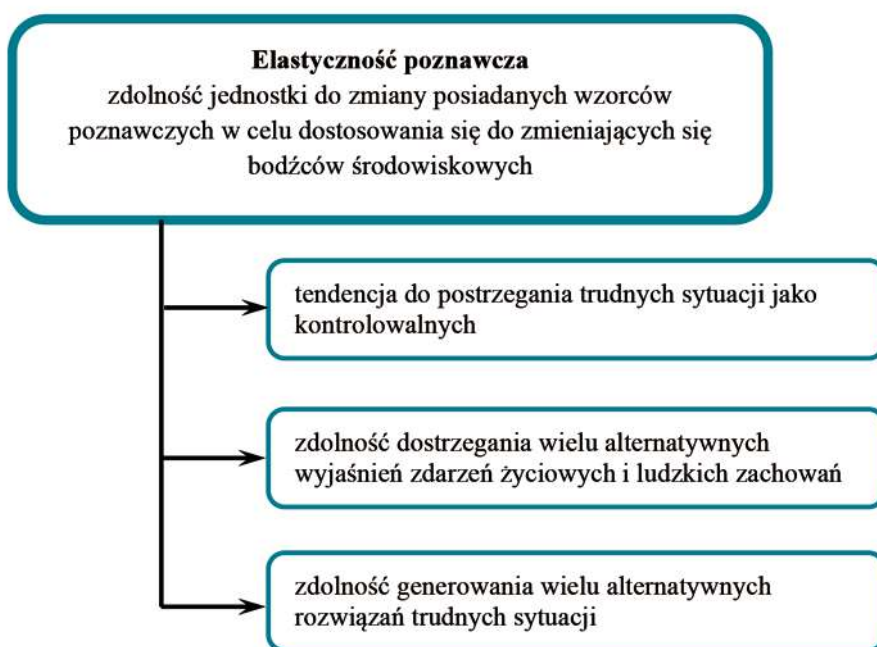 Elastyczność poznawcza
zdolność jednostki do zmiany posiadanych wzorców
poznawczych w celu dostosowania się do zmieniających się
bodźców środowiskowych
tendencja do postrzegania trudnych sytuacji jako
kontrolowalnych
zdolność dostrzegania wielu alternatywnych
wyjaśnień zdarzeń życiowych i ludzkich zachowań
zdolność generowania wielu alternatywnych
rozwiązań trudnych sytuacji